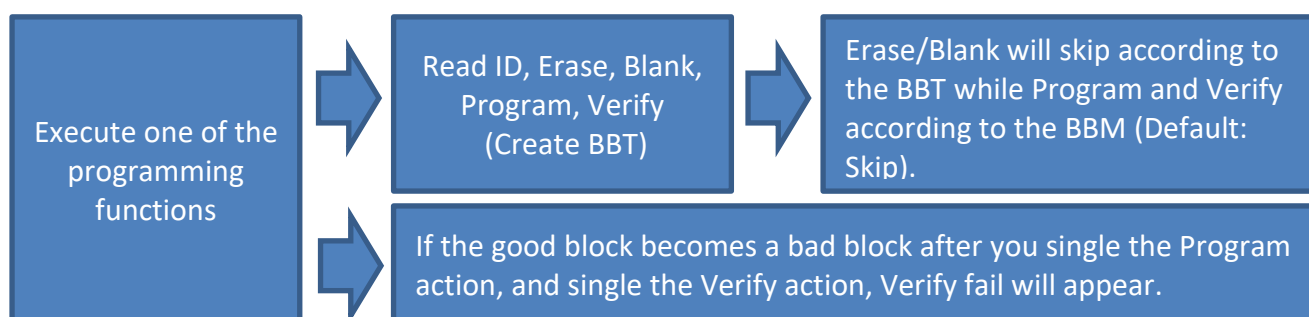 Execute one of the
programming
functions
Read ID, Erase, Blank,
Program, Verify
(Create BBT)
Erase/Blank will skip according to
the BBT while Program and Verify
according to the BBM (Default:
Skip).
If the good block becomes a bad block after you single the Program
action, and single the Verify action, Verify fail will appear.